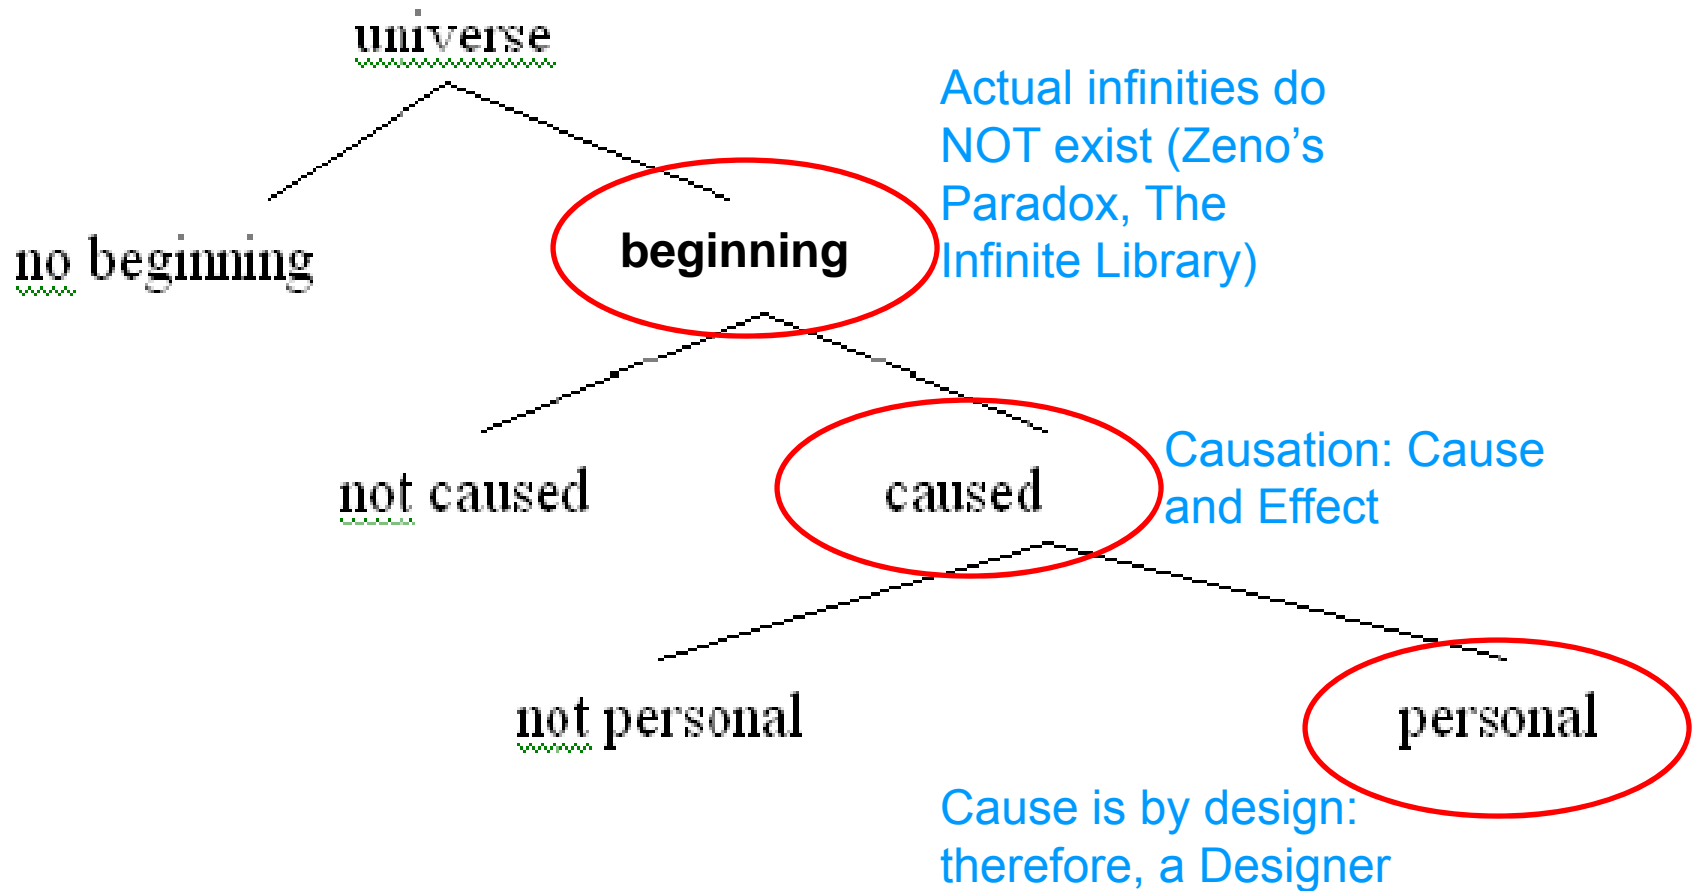 universe
Actual infinities do
NOT exist (Zeno’s
Paradox, The
Infinite Library)
no beginning
beginning
Causation: Cause
and Effect
not caused
caused
not personal
personal
Cause is by design:
therefore, a Designer